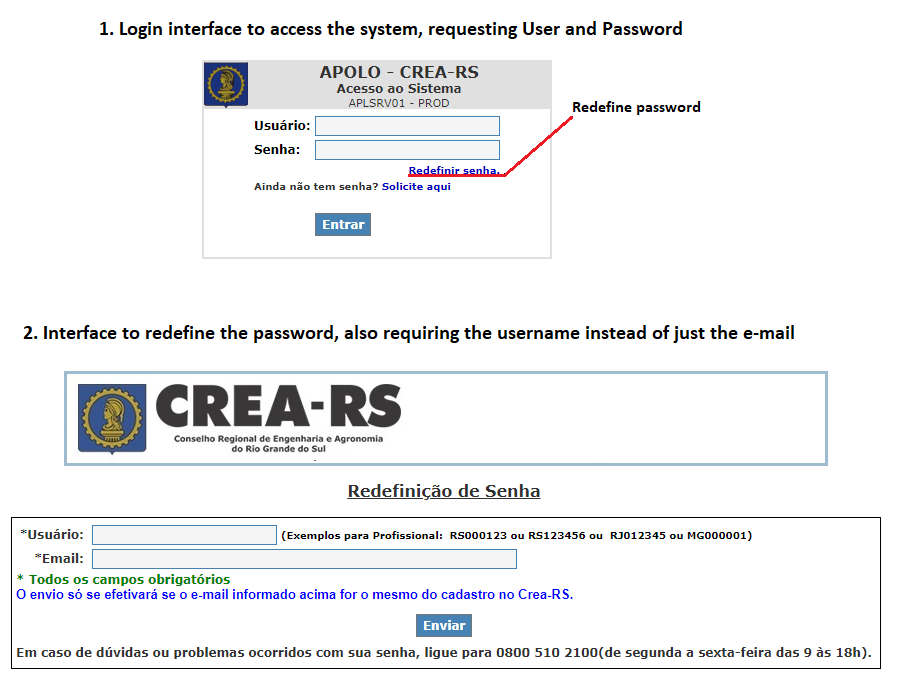 1. Login interface to access the system, requesting User and Password
APOLO - CREA-RS
Acesso ao Sistema
APLSRV01 - PROD
Redefine password
Usuário:
Senha:
Redefinir senha.
Ainda não tem senha? Solicite aqui
Entrar
2. Interface to redefine the password, also requiring the username instead of just the e-mail
CREA-RS
Conselho Regional de Engenharia e Agronomia
do Rio Grande do Sul
Redefinição de Senha
*Usuário: (Exemplos para Profissional: RS000123 ou RS123456 ou RJ012345 ou MG000001)
*Email:
* Todos os campos obrigatórios
O envio só se efetivará se o e-mail informado acima for o mesmo do cadastro no Crea-RS.
Enviar
Em caso de dúvidas ou problemas ocorridos com sua senha, ligue para 0800 510 2100(de segunda a sexta-feira das 9 às 18h).